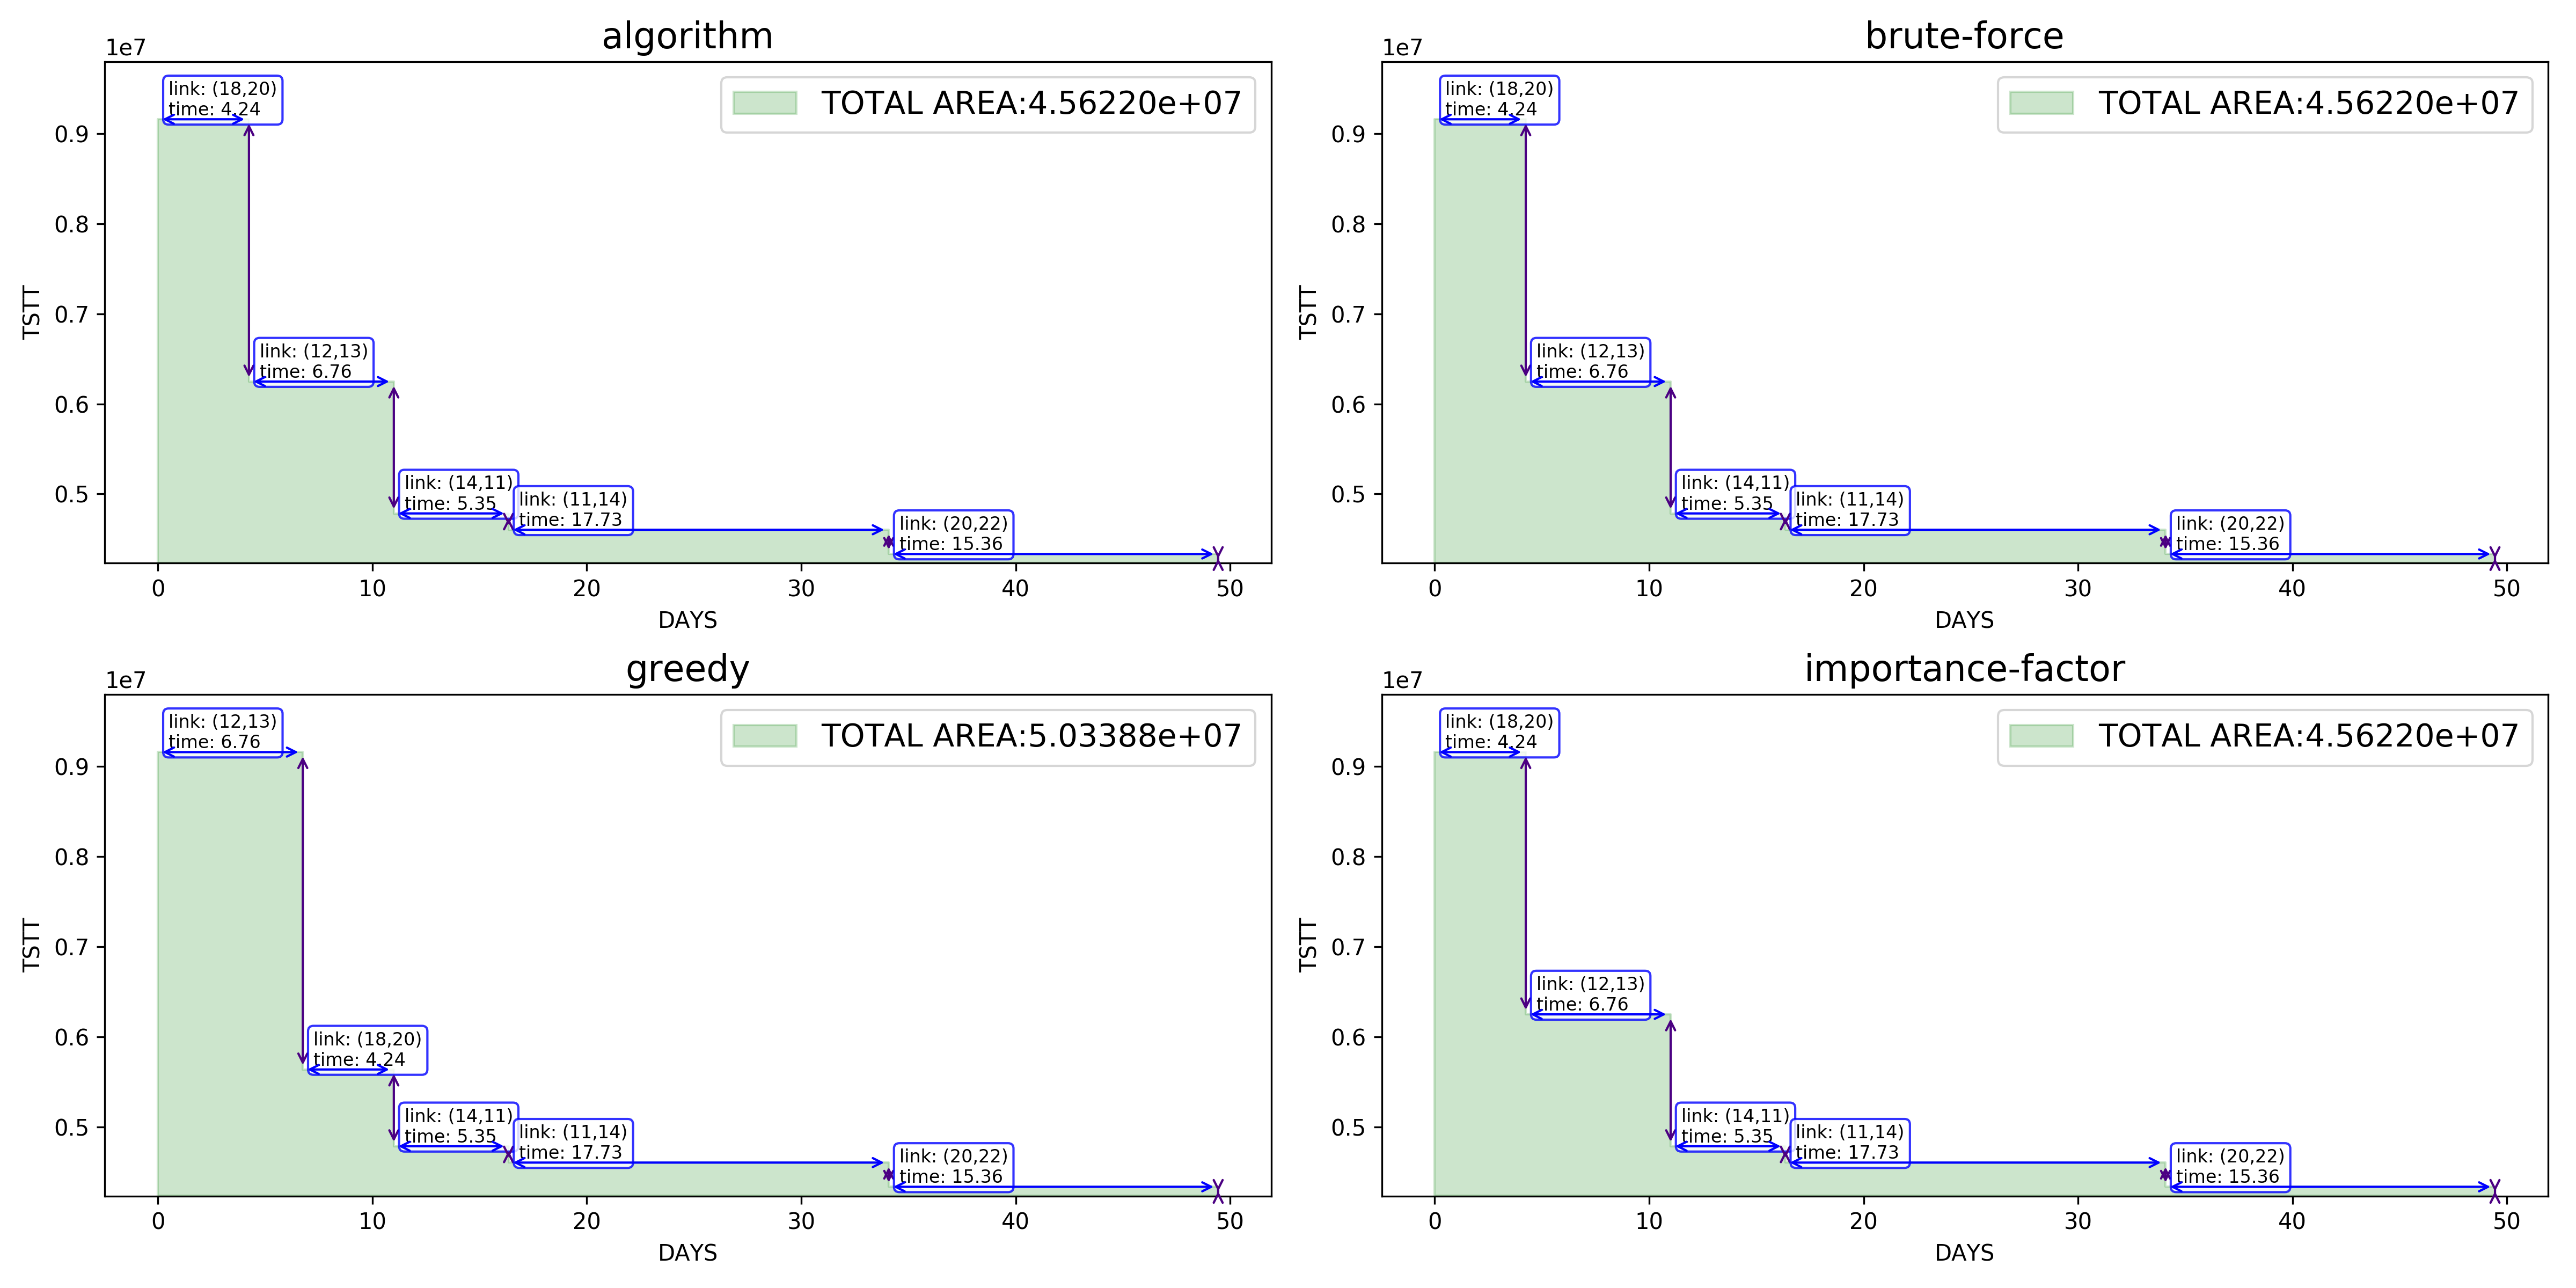 algorithm
1e7
TOTAL AREA:4.56220e+07
link: (18,20)
time: 4.24
link: (12,13)
time: 6.76
link: (14,11)
time: 5.35
link: (11,14)
time: 17.73
link: (20,22)
time: 15.36
0.9
0.8
0.7
0.6
0.5
TSTT
0 10 20 30 40 50
DAYS
brute-force
1e7
TOTAL AREA:4.56220e+07
link: (18,20)
time: 4.24
link: (12,13)
time: 6.76
link: (14,11)
time: 5.35
link: (11,14)
time: 17.73
link: (20,22)
time: 15.36
0.9
0.8
0.7
0.6
0.5
TSTT
0 10 20 30 40 50
DAYS
greedy
1e7
TOTAL AREA:5.03388e+07
link: (12,13)
time: 6.76
link: (18,20)
time: 4.24
link: (14,11)
time: 5.35
link: (11,14)
time: 17.73
link: (20,22)
time: 15.36
0.9
0.8
0.7
0.6
0.5
TSTT
0 10 20 30 40 50
DAYS
importance-factor
1e7
TOTAL AREA:4.56220e+07
link: (18,20)
time: 4.24
link: (12,13)
time: 6.76
link: (14,11)
time: 5.35
link: (11,14)
time: 17.73
link: (20,22)
time: 15.36
0.9
0.8
0.7
0.6
0.5
TSTT
0 10 20 30 40 50
DAYS